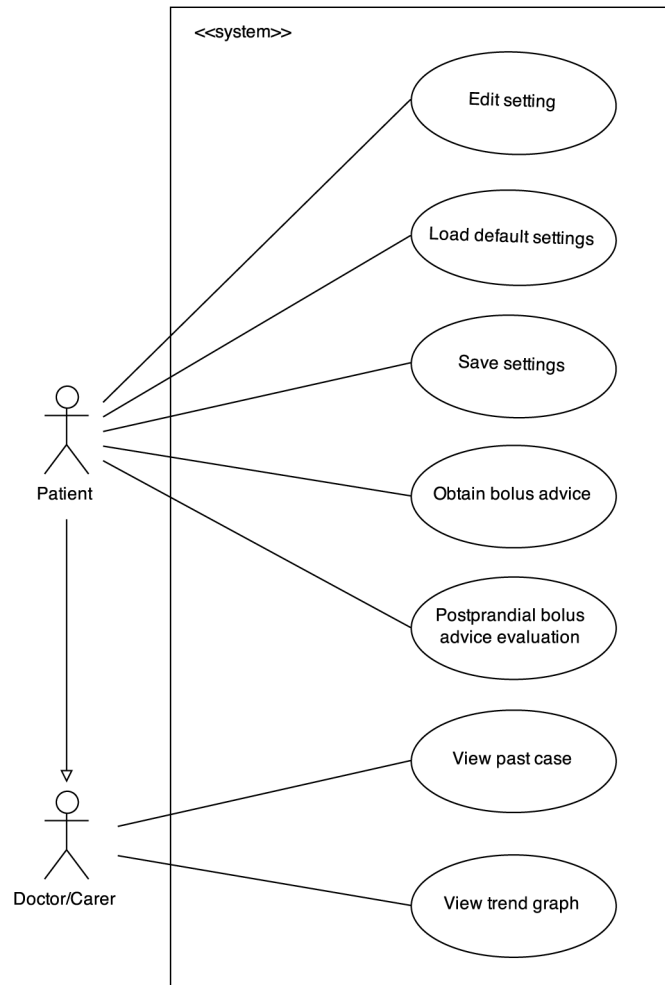 <<system>>
Edit setting
Load default settings
Save settings
Patient
Obtain bolus advice
Postprandial bolus
advice evaluation
View past case
Doctor/Carer
View trend graph